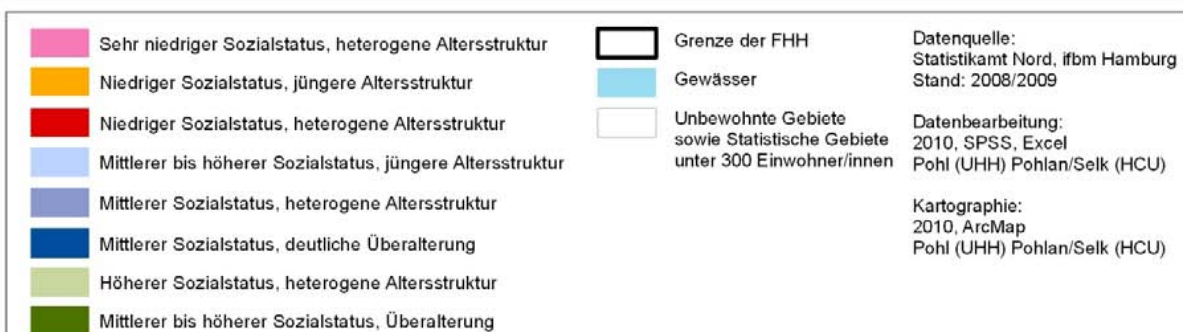 Sehr niedriger Sozialstatus, heterogene Altersstruktur
Niedriger Sozialstatus, jüngere Altersstruktur
Niedriger Sozialstatus, heterogene Altersstruktur
Mittlerer bis höherer Sozialstatus, jüngere Altersstruktur
Mittlerer Sozialstatus, heterogene Altersstruktur
Mittlerer Sozialstatus, deutliche Überalterung
Höherer Sozialstatus, heterogene Altersstruktur
Mittlerer bis höherer Sozialstatus, Überalterung
Grenze der FHH
Gewässer
Unbewohnte Gebiete
sowie Statistische Gebiete
unter 300 Einwohner/innen
Datenquelle:
Statistikamt Nord, ifbm Hamburg
Stand: 2008/2009
Datenbearbeitung:
2010, SPSS, Excel
Pohl (UHH) Pohlan/Selk (HCU)
Kartographie:
2010, ArcMap
Pohl (UHH) Pohlan/Selk (HCU)